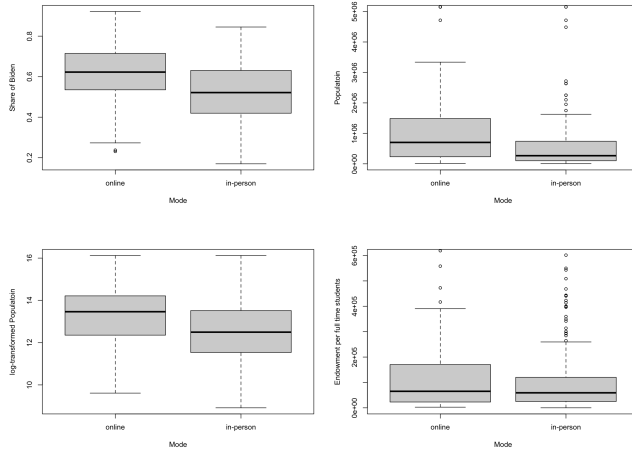 0.8
0.6
0.4
0.2
Share of Biden
online
in-person
Mode
6e+06
5e+06
4e+06
3e+06
2e+06
1e+06
0e+00
Populatoin
online
in-person
Mode
16
14
12
10
log-transformed Populatoin
online
in-person
Mode
6e+05
4e+05
2e+05
0e+00
Endowment per full time students
online
in-person
Mode